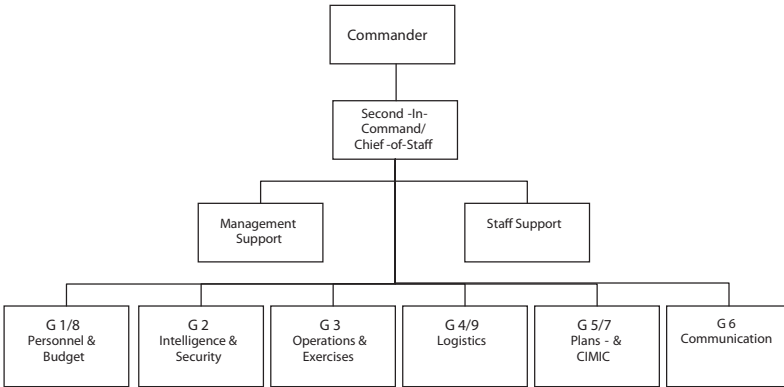 Commander
Second -In-
Command/
Chief -of-Staff
Management
Support
Staff Support
G 1/8
Personnel &
Budget
G 2
Intelligence &
Security
G 3
Operations &
Exercises
G 4/9
Logistics
G 5/7
Plans - &
CIMIC
G 6
Communication